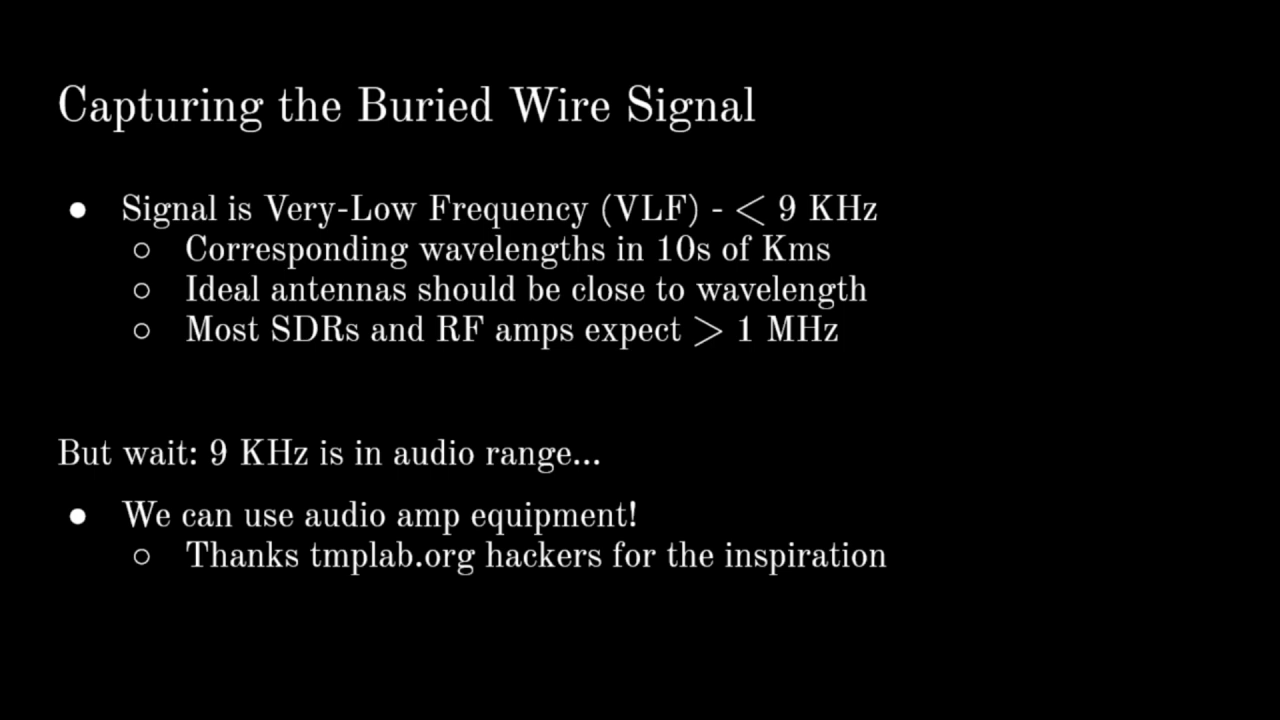 Capturing the Buried Wire Signal
● Signal is Very-Low Frequency (VLF) - < 9 KHz
○ Corresponding wavelengths in 10s of Kms
○ Ideal antennas should be close to wavelength
○ Most SDRs and RF amps expect > 1 MHz
But wait: 9 KHz is in audio range...
● We can use audio amp equipment!
○ Thanks tmplab.org hackers for the inspiration